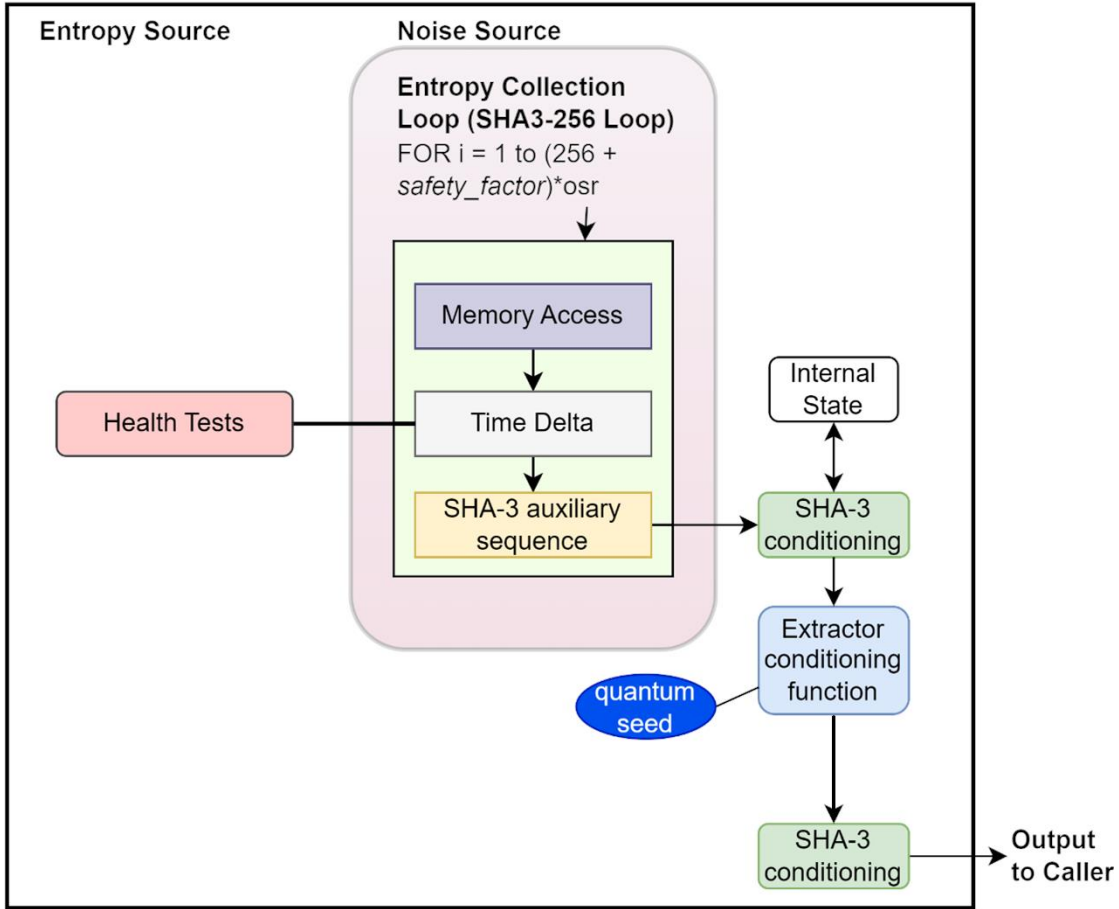 Entropy Source
Noise Source
Entropy Collection
Loop (SHA3-256 Loop)
FOR i = 1 to (256 +
safety_factor)*osr
Memory Access
Health Tests
Time Delta
SHA-3 auxiliary
sequence
Internal
State
SHA-3
conditioning
Extractor
conditioning
function
quantum
seed
SHA-3
conditioning
Output
to Caller